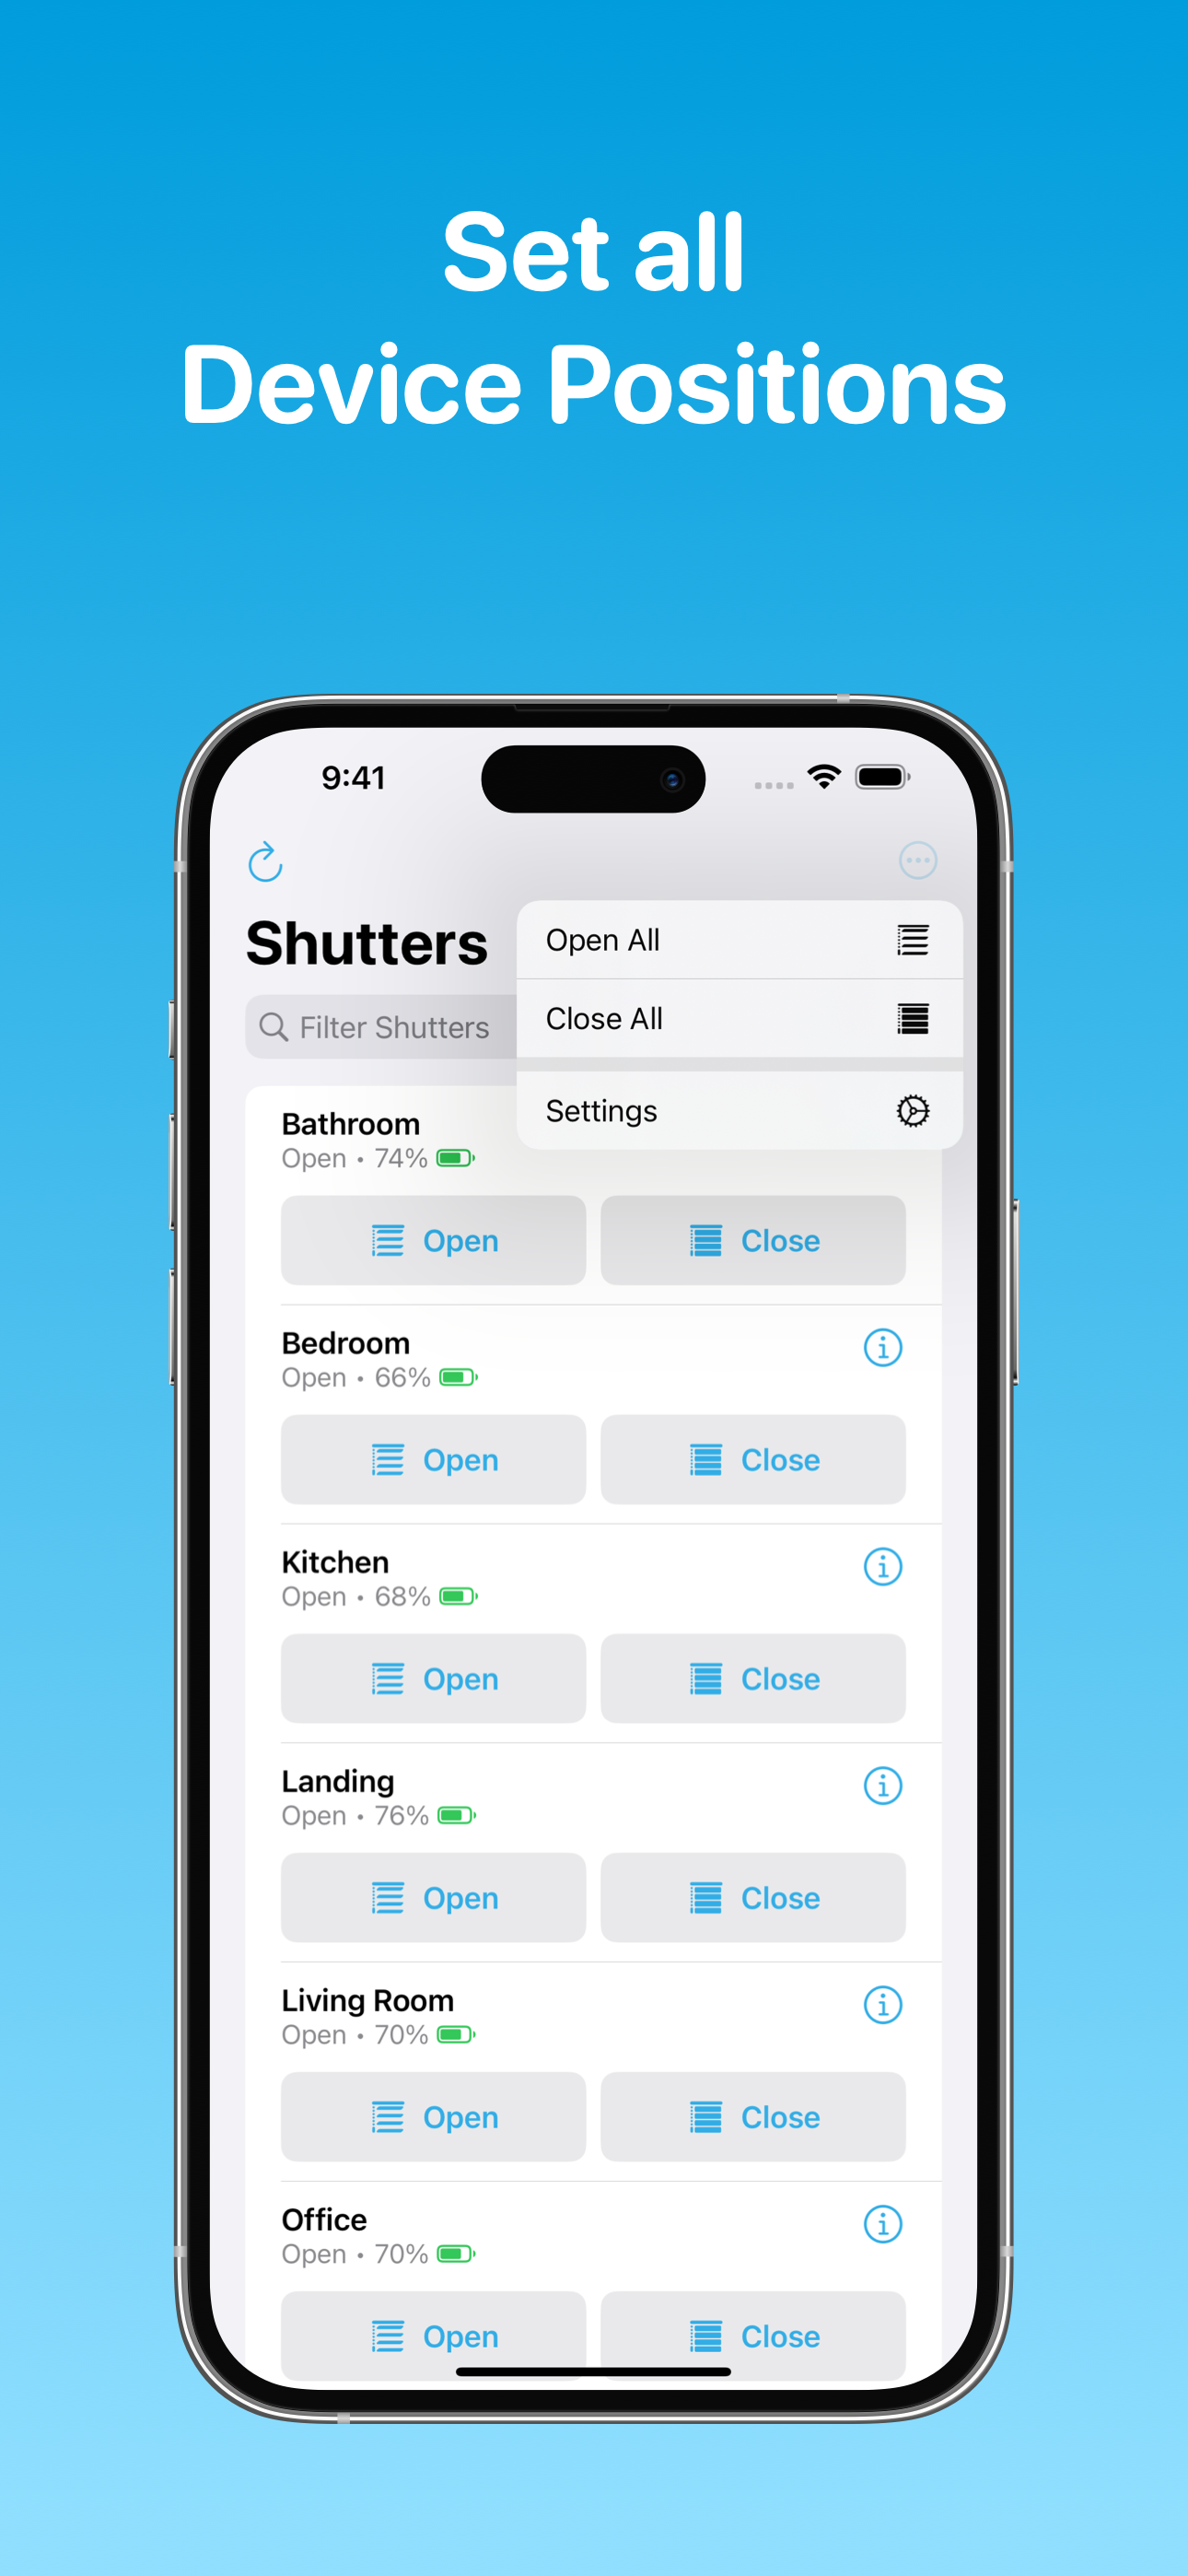 Set all
Device Positions
9:41
Shutters
Open All
Close All
Filter Shutters
Settings
Bathroom
Open • 74%
Open Close
Bedroom
Open • 66%
Open Close
Kitchen
Open • 68%
Open Close
Landing
Open • 76%
Open Close
Living Room
Open • 70%
Open Close
Office
Open • 70%
Open Close